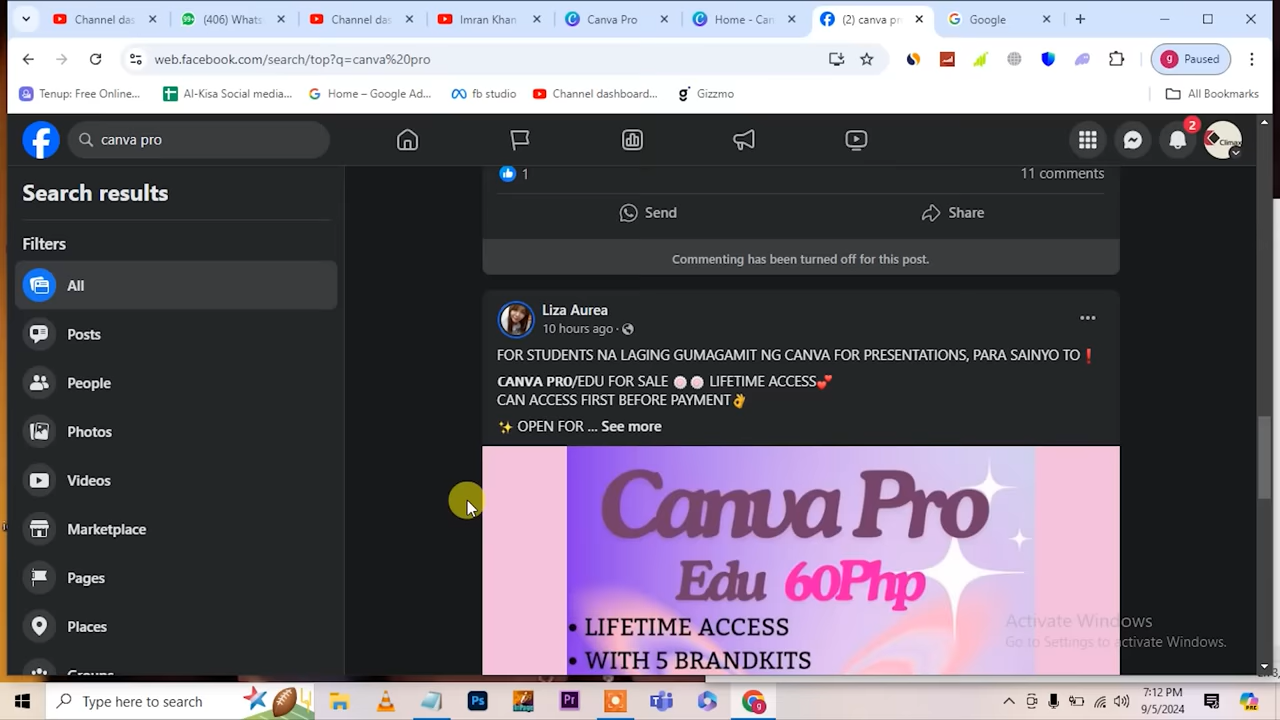 Channel das
(406) Whats
Channel das
Imran Khan
Canva Pro
Home - Can
(2) canva pr
Google
web.facebook.com/search/top?q=canva%20pro
Paused
Tenup: Free Online...
Al-Kisa Social media...
Home – Google Ad...
fb studio
Channel dashboard...
Gizzmo
All Bookmarks
canva pro
2
Climax
Search results
Filters
All
Posts
People
Photos
Videos
Marketplace
Pages
Places
Groups
1
11 comments
Send
Share
Commenting has been turned off for this post.
Liza Aurea
10 hours ago ·
FOR STUDENTS NA LAGING GUMAGAMIT NG CANVA FOR PRESENTATIONS, PARA SAINYO TO❗
CANVA PRO/EDU FOR SALE LIFETIME ACCESS💕
CAN ACCESS FIRST BEFORE PAYMENT👌
✨ OPEN FOR ... See more
Canva Pro
Edu 60Php
• LIFETIME ACCESS
• WITH 5 BRANDKITS
Activate Windows
Go to Settings to activate Windows.
Type here to search
Ps
Pr
7:12 PM
9/5/2024